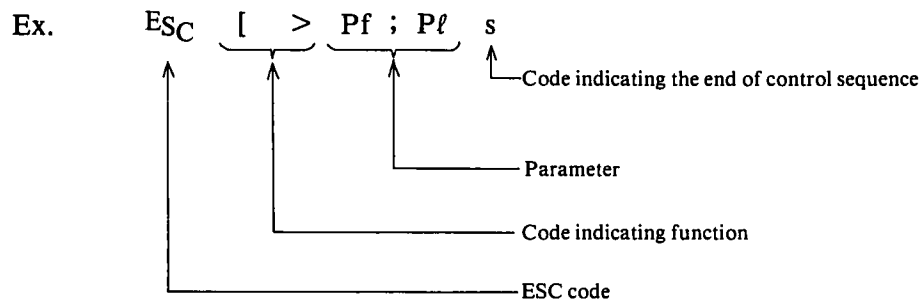 Ex. ESC [ > Pf ; Pℓ s
Code indicating the end of control sequence
Parameter
Code indicating function
ESC code